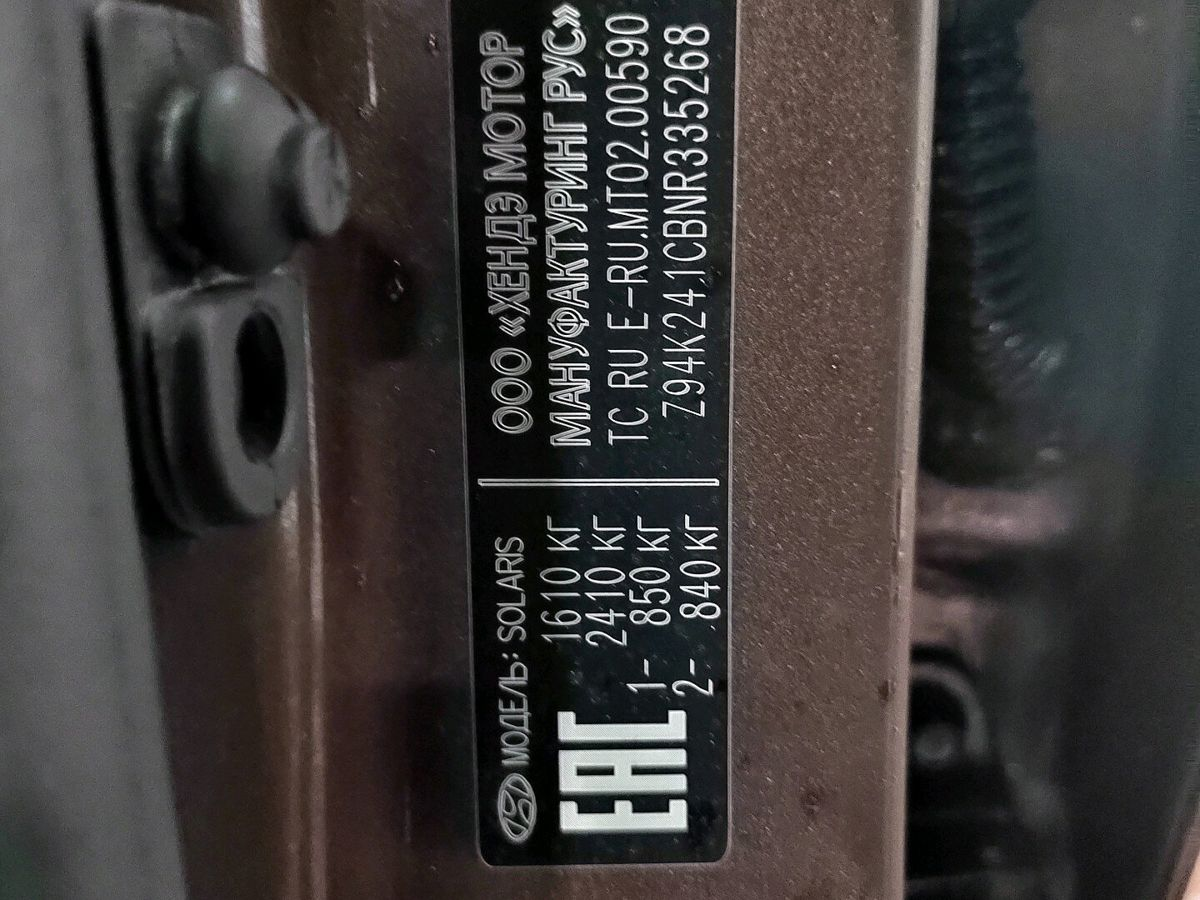 МОДЕЛЬ: SOLARIS
1610 КГ
2410 КГ
1- 850 КГ
2- 840 КГ
EAC
ООО «ХЕНДЭ МОТОР
МАНУФАКТУРИНГ РУС»
ТС RU E-RU.MT02.00590
Z94K241CBNR335268